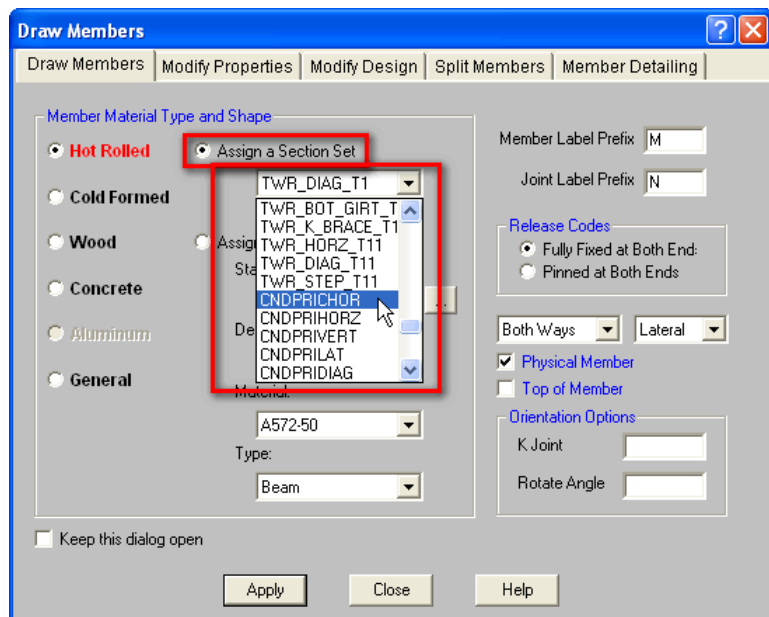 Draw Members
Draw Members Modify Properties Modify Design Split Members Member Detailing
Member Material Type and Shape
Hot Rolled
Assign a Section Set
TWR_DIAG_T1
Cold Formed
TWR_BOT_GIRT_T
TWR_K_BRACE_T1
Wood
TWR_HORZ_T11
TWR_DIAG_T11
TWR_STEP_T11
Concrete
CNDPRICHOR
CNDPRIHORZ
Aluminum
CNDPRIVERT
CNDPRILAT
General
CNDPRIDIAG
Material:
A572-50
Type:
Beam
Member Label Prefix M
Joint Label Prefix N
Release Codes
Fully Fixed at Both End:
Pinned at Both Ends
Both Ways Lateral
Physical Member
Top of Member
Orientation Options
K Joint
Rotate Angle
Keep this dialog open
Apply Close Help